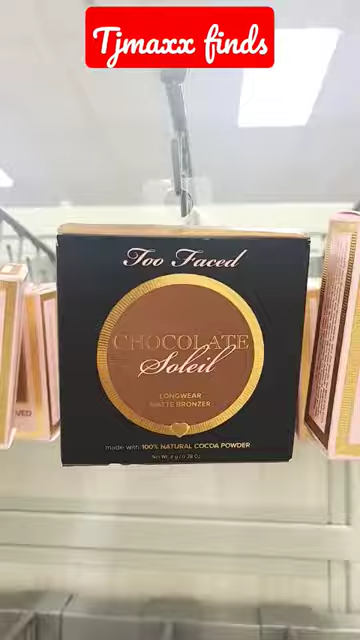 Tjmaxx finds
Too Faced
CHOCOLATE
Soleil
LONGWEAR
MATTE BRONZER
made with 100% NATURAL COCOA POWDER